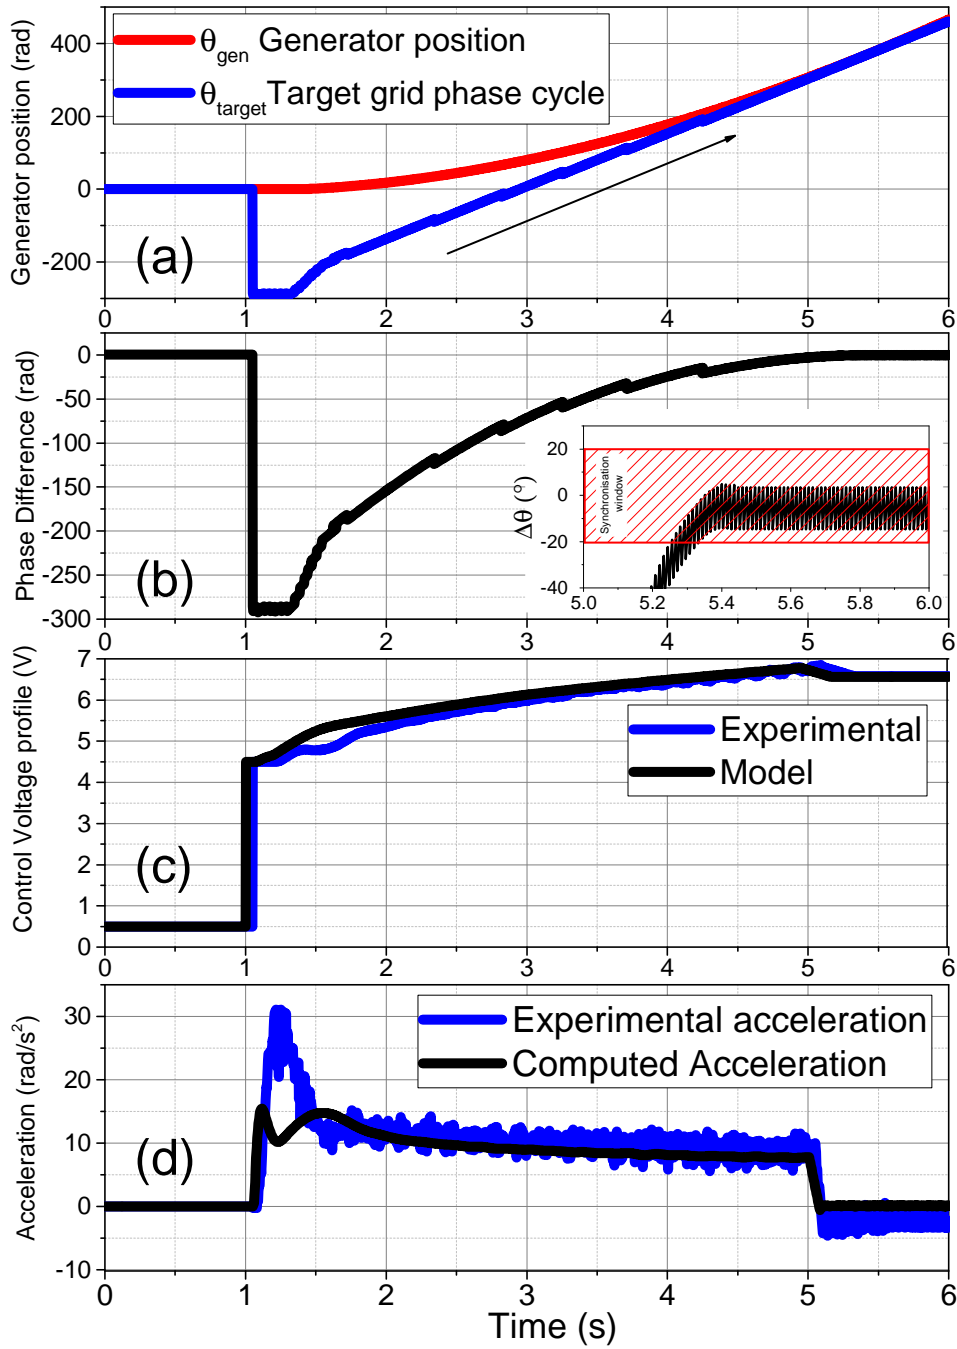 θgen Generator position
θtarget Target grid phase cycle
Generator position (rad)
400
200
0
-200
(a)
0 1 2 3 4 5 6
Phase Difference (rad)
0
-50
-100
-150
-200
-250
-300
(b)
Δθ (°)
20
0
-20
-40
Synchronisation
window
5.0 5.2 5.4 5.6 5.8 6.0
0 1 2 3 4 5 6
Control Voltage profile (V)
7
6
5
4
3
2
1
0
Experimental
Model
(c)
0 1 2 3 4 5 6
Acceleration (rad/s²)
30
20
10
0
-10
Experimental acceleration
Computed Acceleration
(d)
0 1 2 3 4 5 6
Time (s)